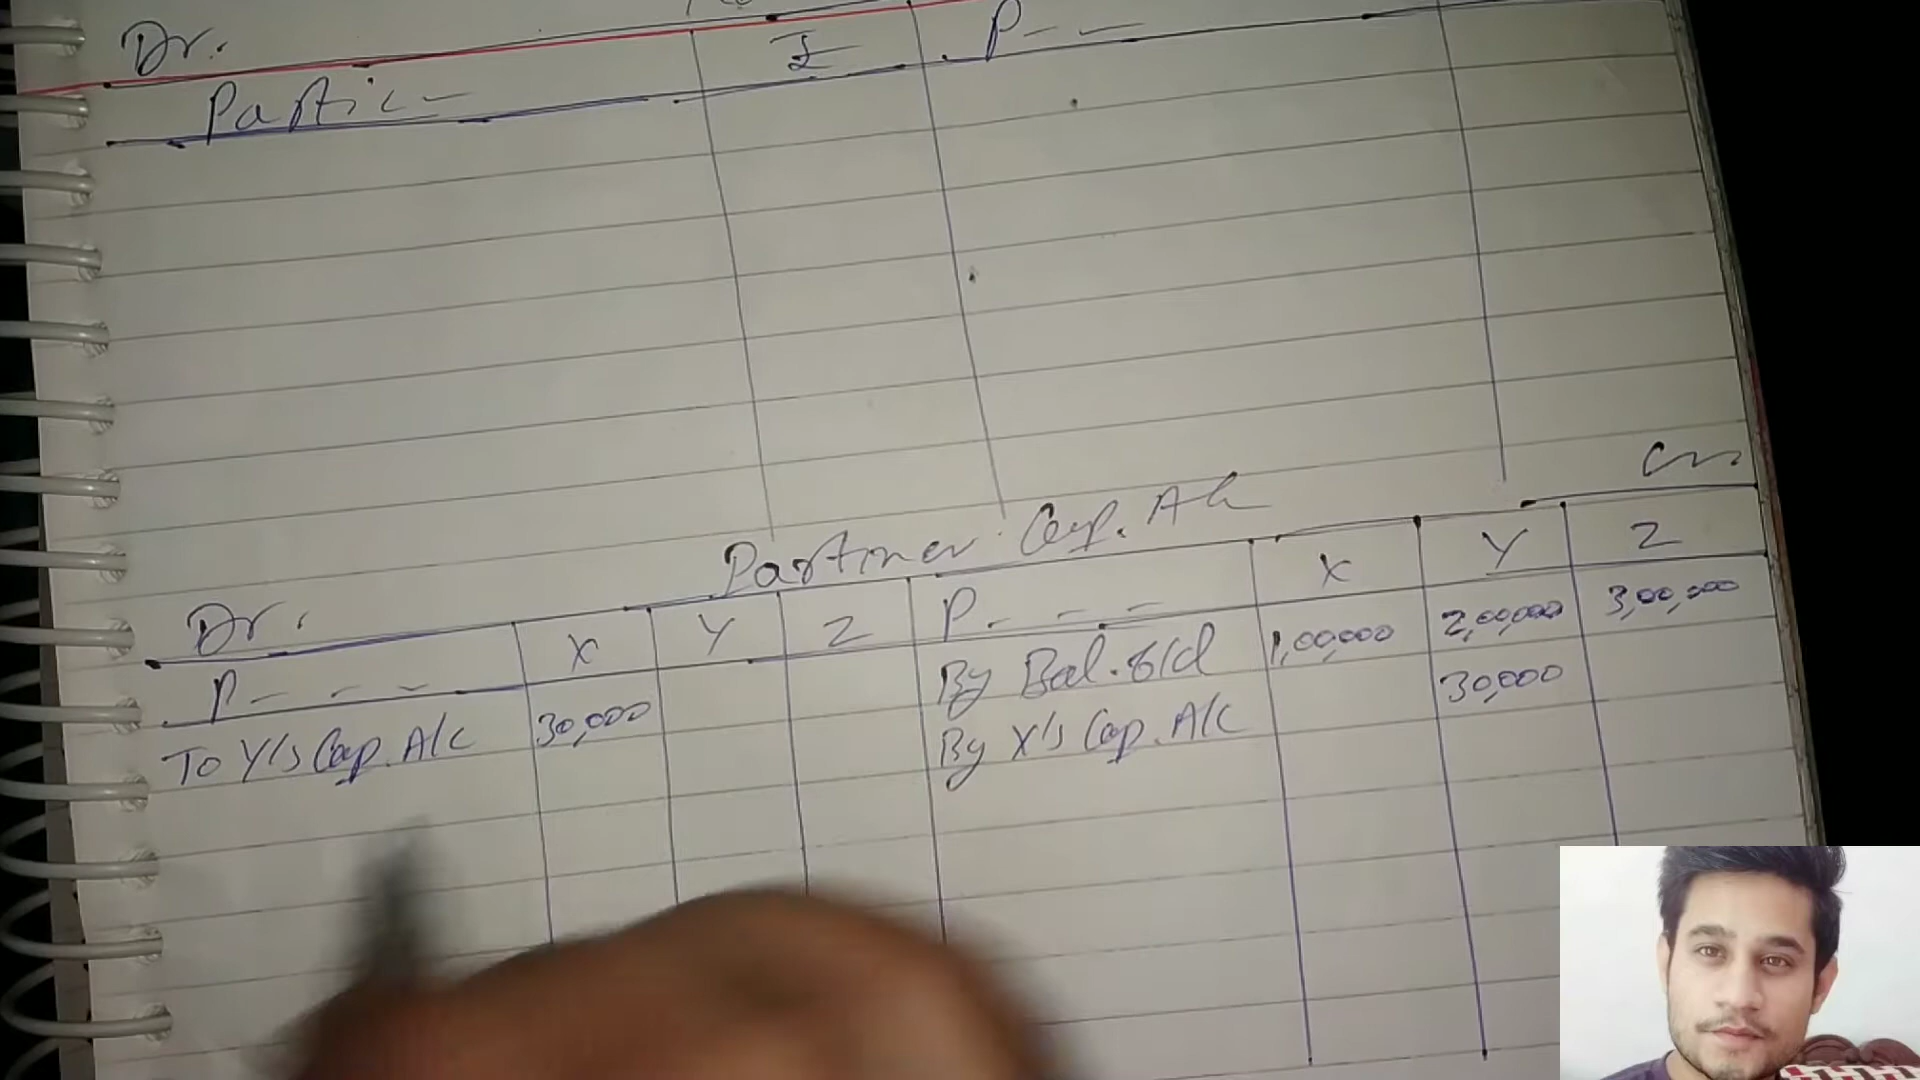 Dr.
Partic- ₹ P---
Partner Cap. A/c Cr.
Dr. X Y Z P. --- X Y Z
P---
By Bal. b/d 1,00,000 2,00,000 3,00,000
To Y's Cap. A/c 30,000 By X's Cap. A/c 30,000